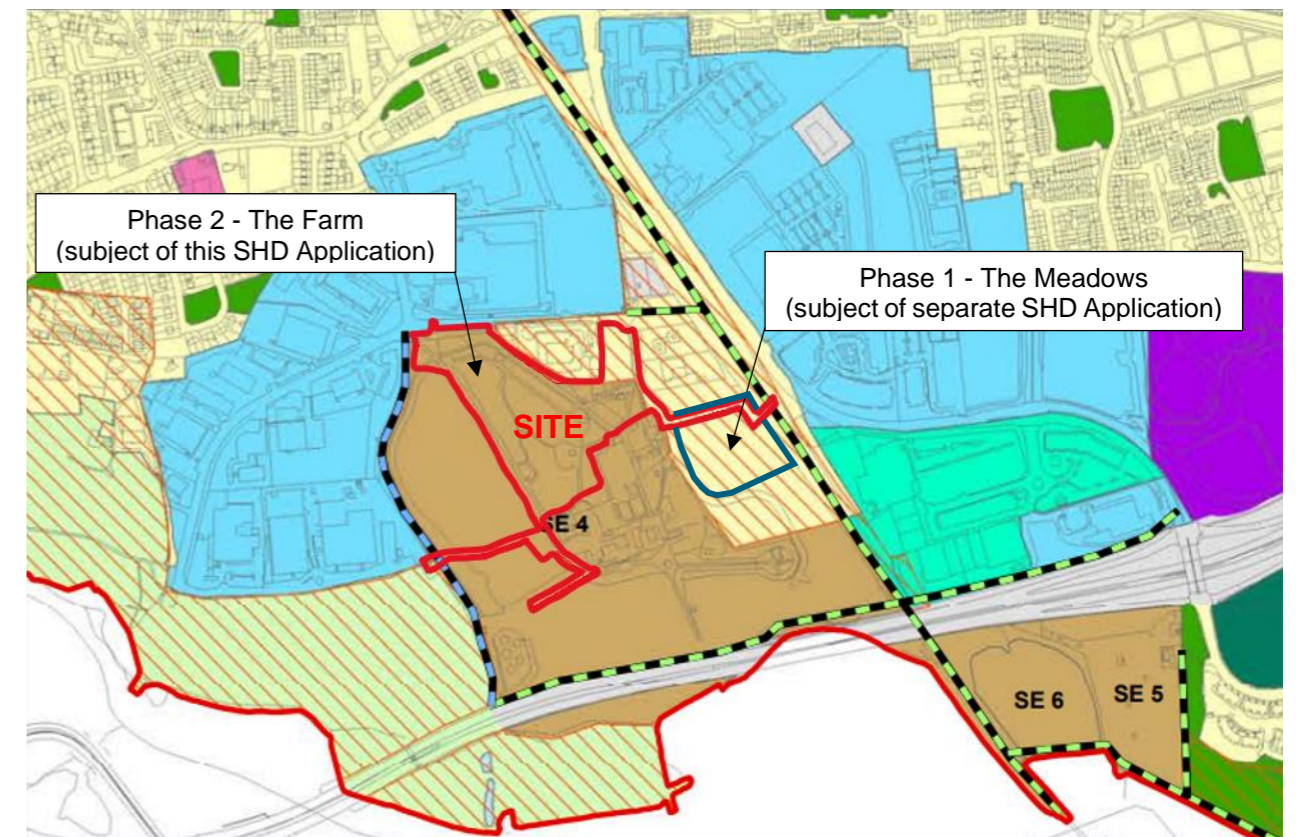 Phase 2 - The Farm
(subject of this SHD Application)
Phase 1 - The Meadows
(subject of separate SHD Application)
SITE
SE 4
SE 6
SE 5